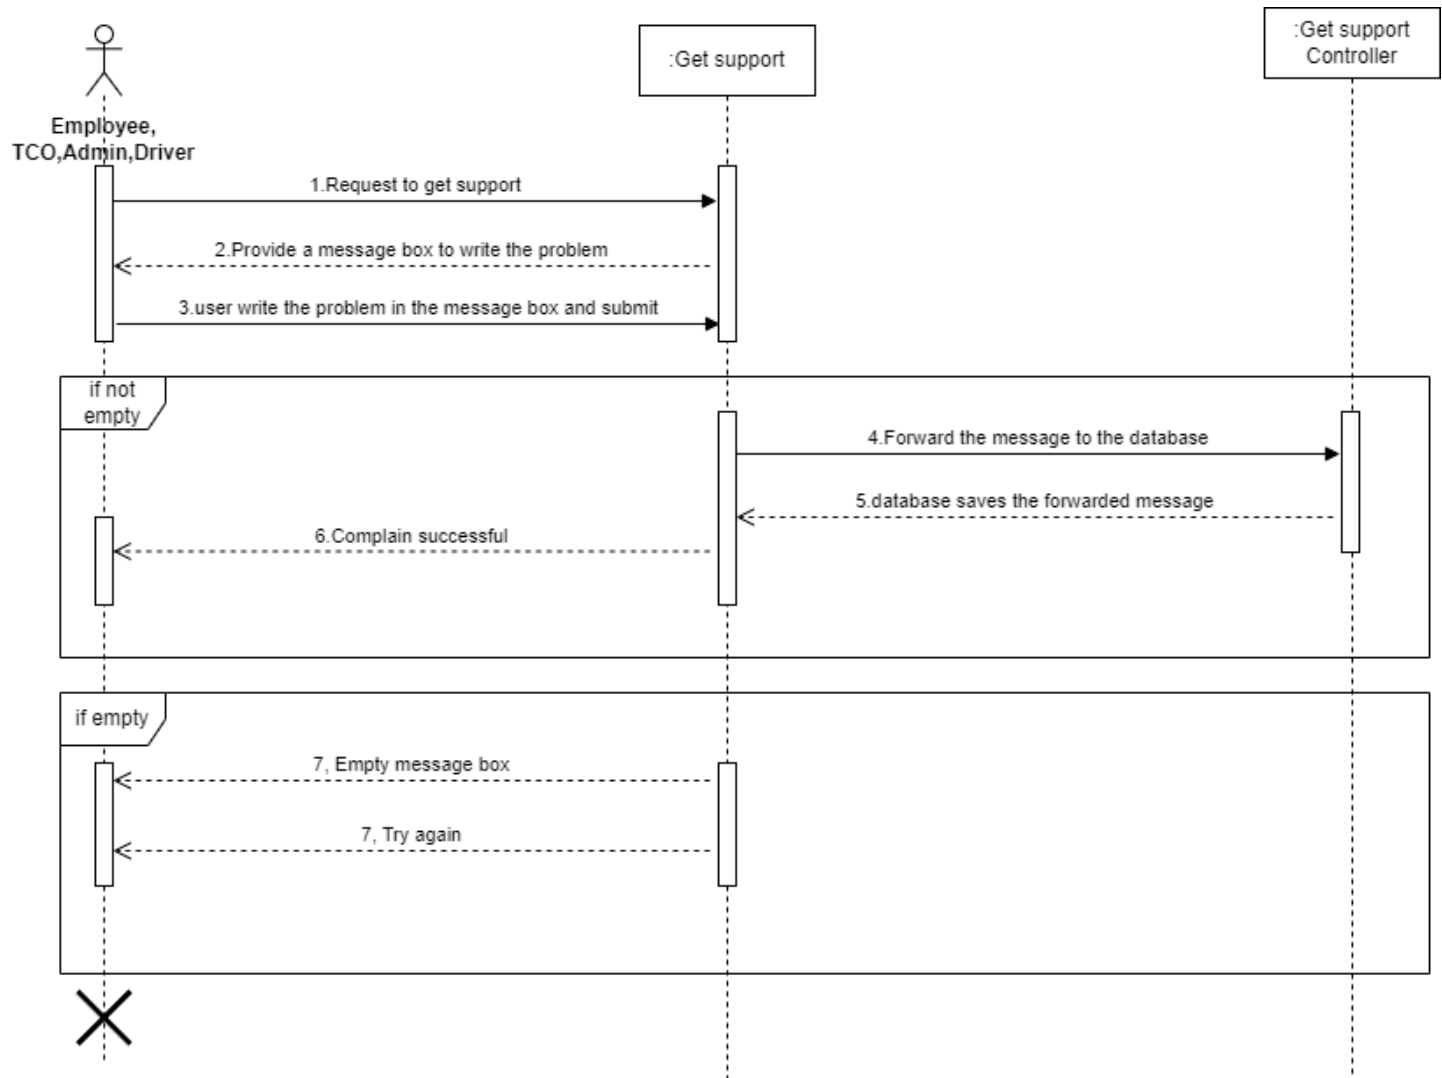 :Get support
Controller
:Get support
Employee,
TCO,Admin,Driver
1.Request to get support
2.Provide a message box to write the problem
3.user write the problem in the message box and submit
if not
empty
4.Forward the message to the database
5.database saves the forwarded message
6.Complain successful
if empty
7, Empty message box
7, Try again